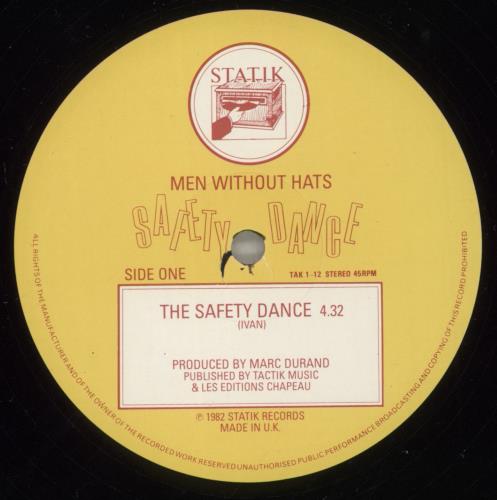 STATIK
MEN WITHOUT HATS
SAFETY DANCE
SIDE ONE
TAK 1-12 STEREO 45RPM
THE SAFETY DANCE 4.32
(IVAN)
PRODUCED BY MARC DURAND
PUBLISHED BY TACTIK MUSIC
& LES EDITIONS CHAPEAU
℗ 1982 STATIK RECORDS
MADE IN U.K.
ALL RIGHTS OF THE MANUFACTURER AND OF THE OWNER OF THE RECORDED WORK RESERVED UNAUTHORISED PUBLIC PERFORMANCE BROADCASTING AND COPYING OF THIS RECORD PROHIBITED